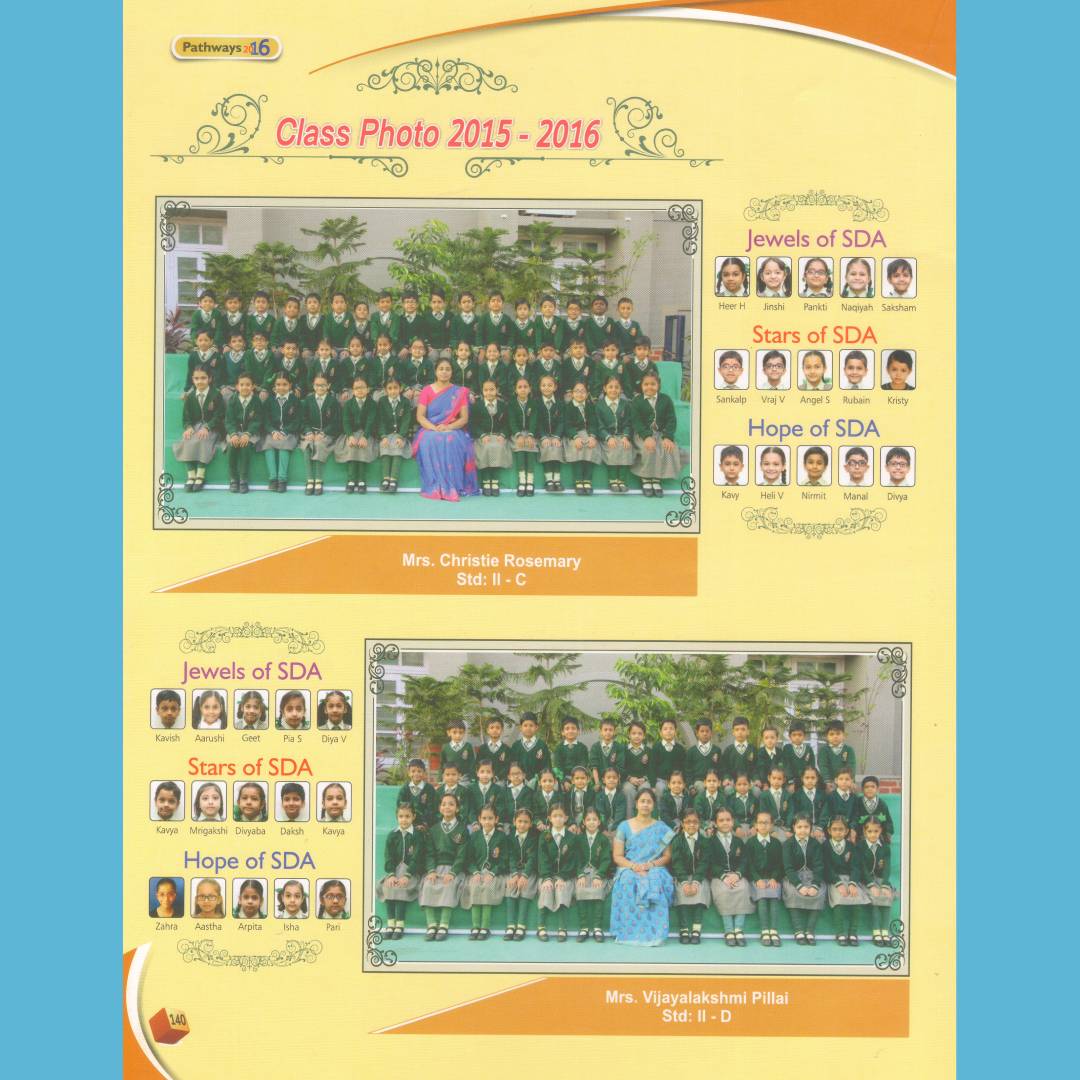 Pathways 2016
Class Photo 2015 - 2016
Jewels of SDA
Heer H Jinshi Pankti Naqiyah Saksham
Stars of SDA
Sankalp Vraj V Angel S Rubain Kristy
Hope of SDA
Kavy Heli V Nirmit Manal Divya
Mrs. Christie Rosemary
Std: II - C
Jewels of SDA
Kavish Aarushi Geet Pia S Diya V
Stars of SDA
Kavya Mrigakshi Divyaba Daksh Kavya
Hope of SDA
Zahra Aastha Arpita Isha Pari
Mrs. Vijayalakshmi Pillai
Std: II - D
140